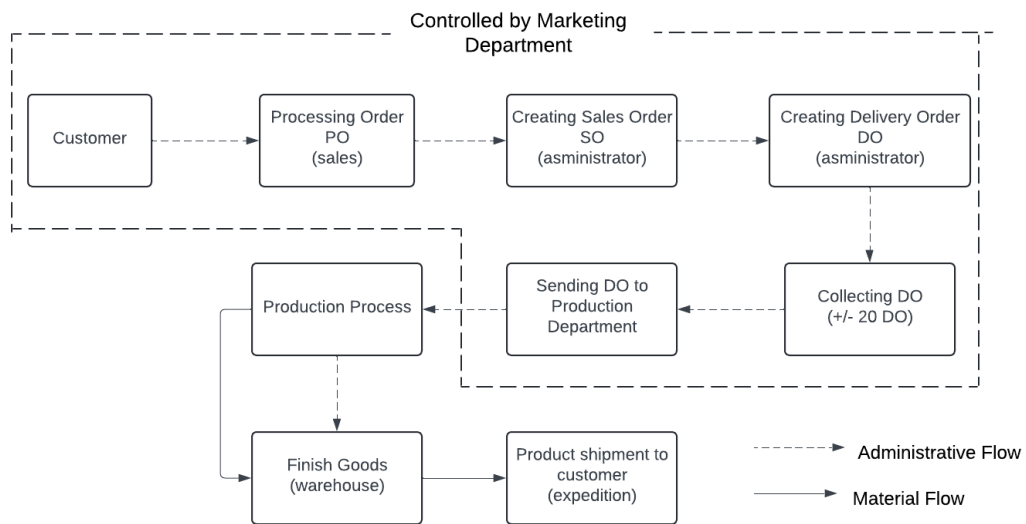 Controlled by Marketing
Department
Customer
Processing Order
PO
(sales)
Creating Sales Order
SO
(asministrator)
Creating Delivery Order
DO
(asministrator)
Production Process
Sending DO to
Production
Department
Collecting DO
(+/- 20 DO)
Finish Goods
(warehouse)
Product shipment to
customer
(expedition)
Administrative Flow
Material Flow